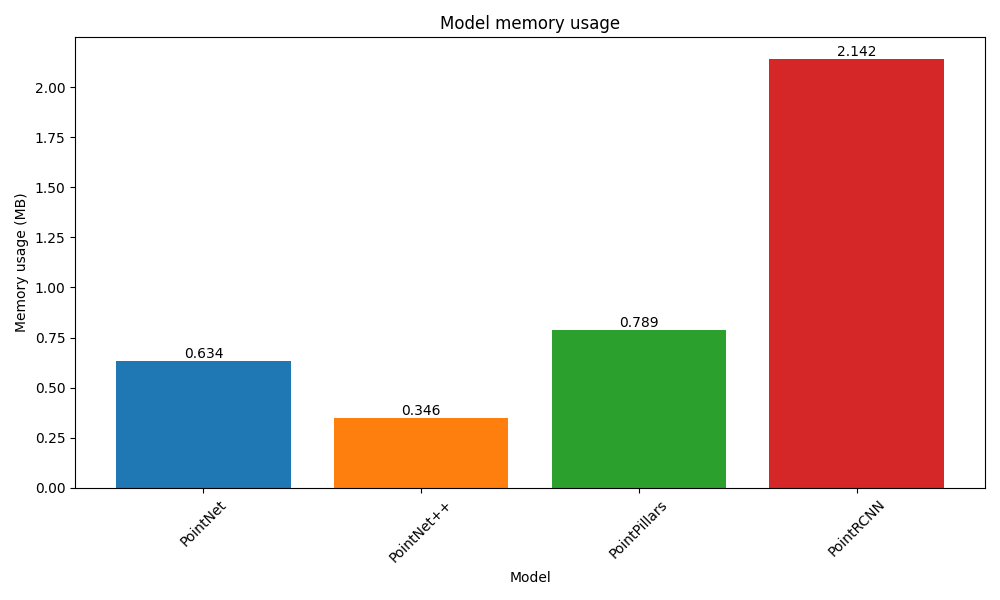 Model memory usage
2.142
2.00
1.75
1.50
1.25
1.00
0.75
0.50
0.25
0.00
Memory usage (MB)
0.634
0.346
0.789
PointNet
PointNet++
PointPillars
PointRCNN
Model